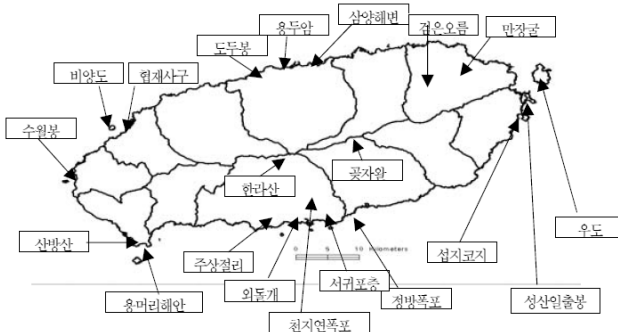 용두암
삼양해변
검은오름
만장굴
도두봉
비양도
협재사구
수월봉
한라산
곶자왈
우도
산방산
섭지코지
주상절리
0 5 10 Kilometers
외돌개
서귀포층
정방폭포
성산일출봉
용머리해안
천지연폭포